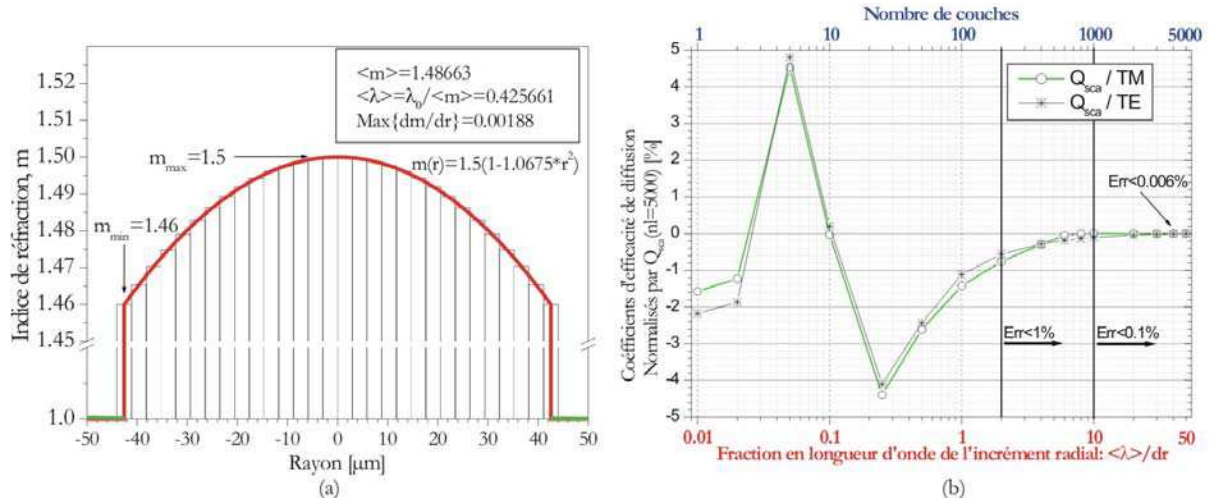 1.52
1.51
1.50
1.49
1.48
1.47
1.46
1.45
1.0
Indice de réfraction, m
<m>=1.48663
<λ>=λ0/<m>=0.425661
Max{dm/dr}=0.00188
m max =1.5
m(r)=1.5(1-1.0675*r²)
m min =1.46
-50 -40 -30 -20 -10 0 10 20 30 40 50
Rayon [μm]
(a)
(b)
Nombre de couches
1 10 100 1000 5000
5
4
3
2
1
0
-1
-2
-3
-4
-5
Coéfficients d'efficacité de diffusion
Normalisés par Qsca(nl=5000) [%]
Qsca / TM
Qsca / TE
Err<0.006%
Err<1%
Err<0.1%
0.01 0.1 1 10 50
Fraction en longueur d'onde de l'incrément radial: <λ>/dr